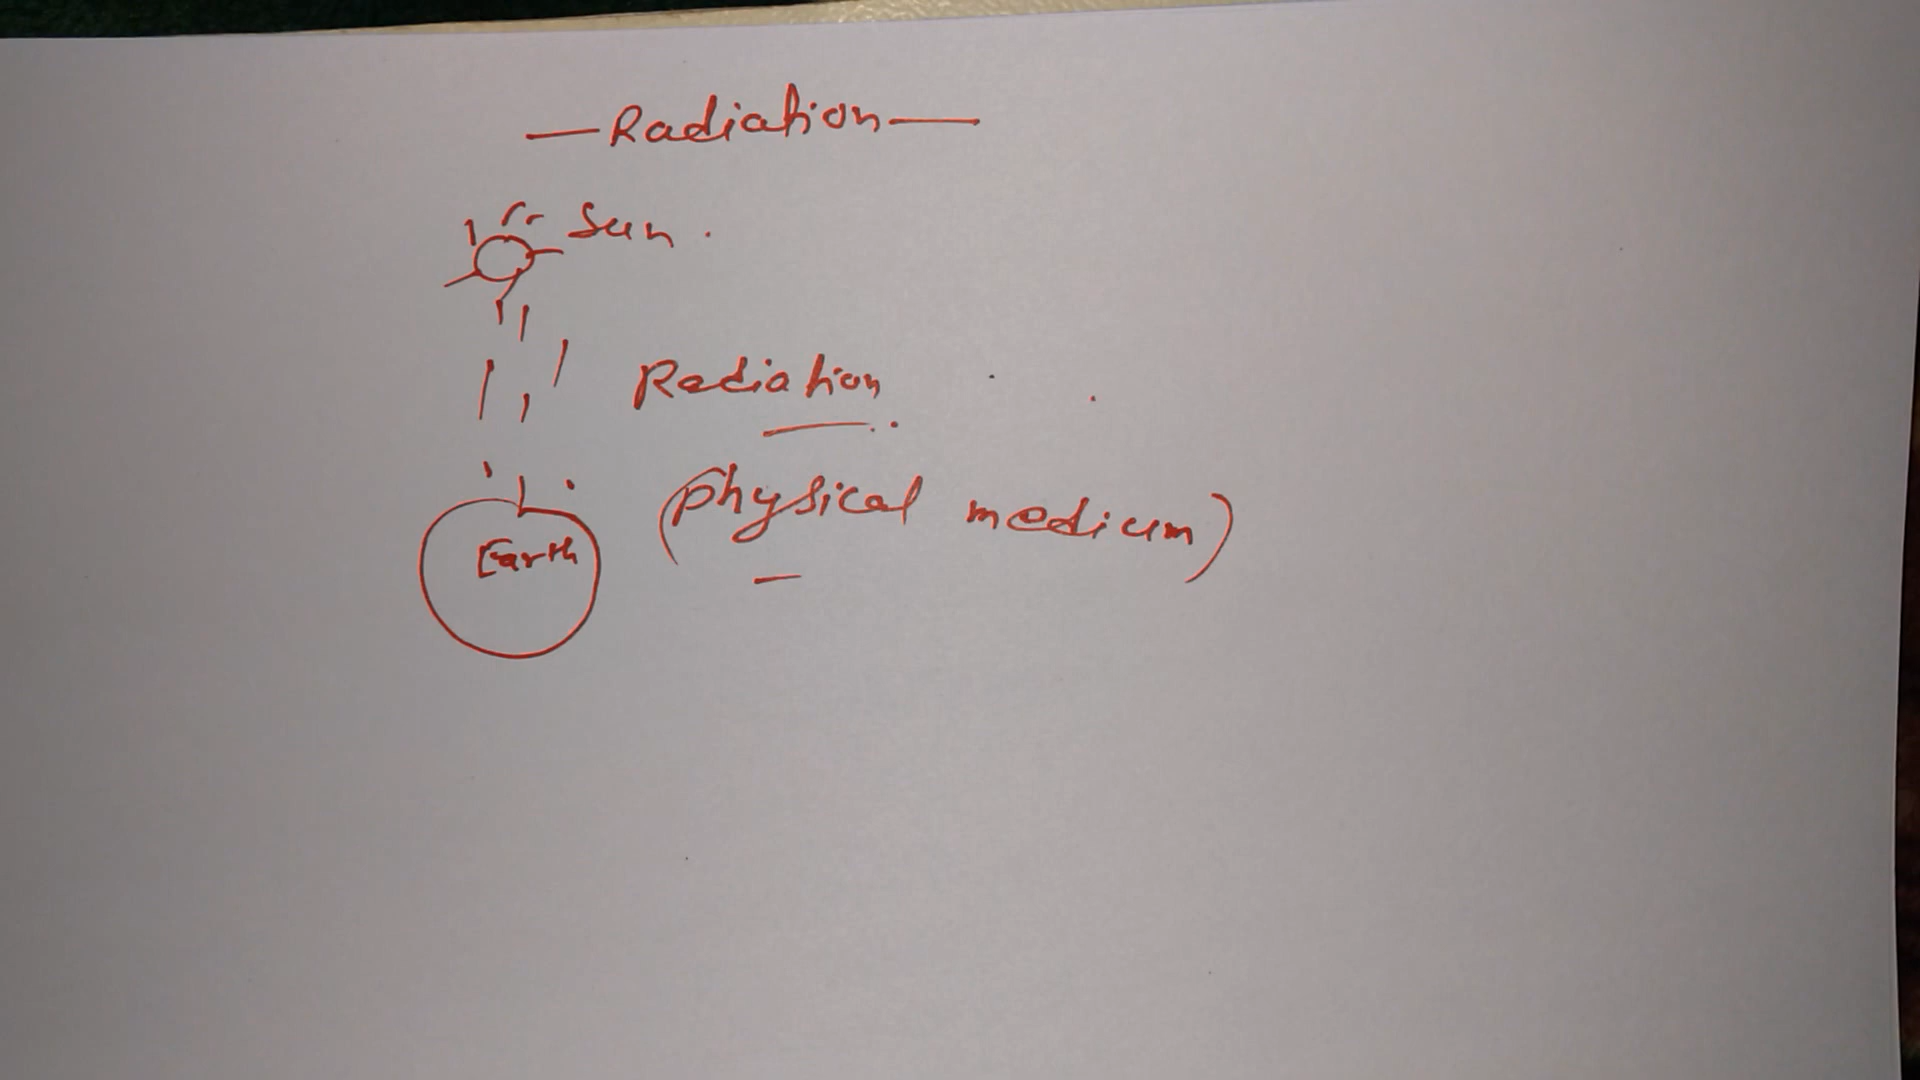 — Radiation —
Sun.
Radiation
(physical medium)
Earth